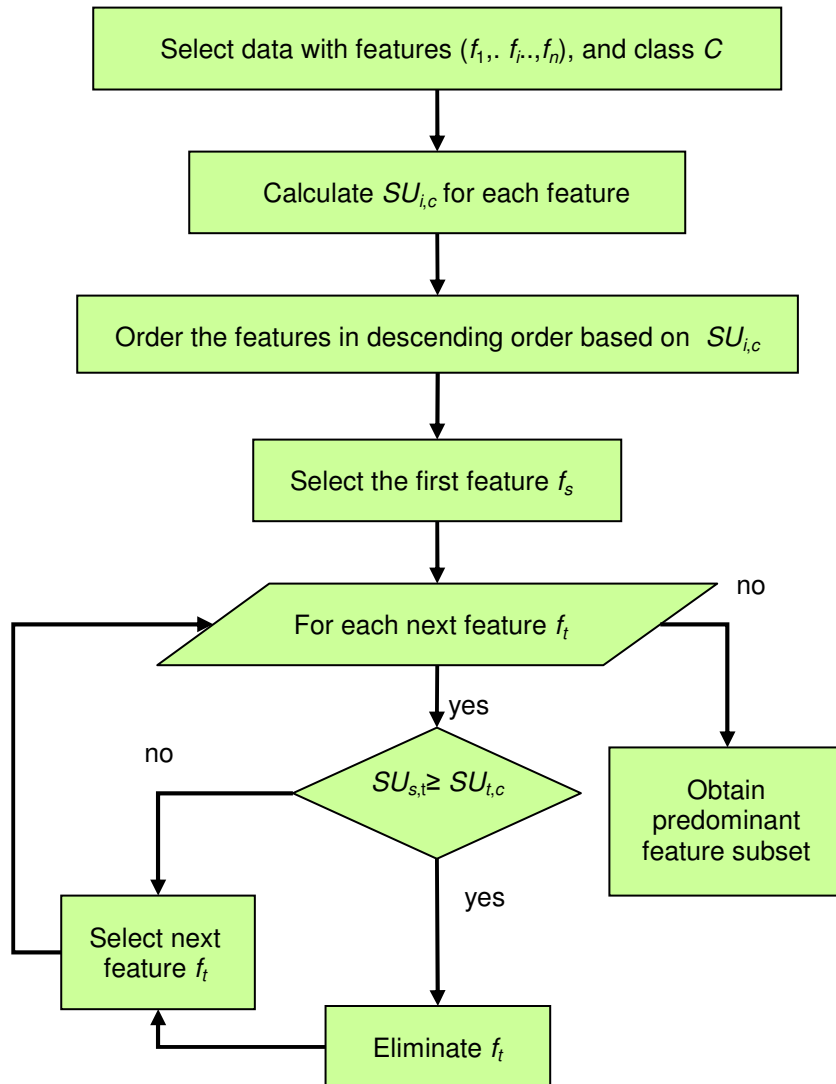 Select data with features (f1,. fi..,fn), and class C
Calculate SUi,c for each feature
Order the features in descending order based on SUi,c
Select the first feature fs
For each next feature ft
no
yes
SUs,t≥ SUt,c
no
yes
Obtain
predominant
feature subset
Select next
feature ft
Eliminate ft